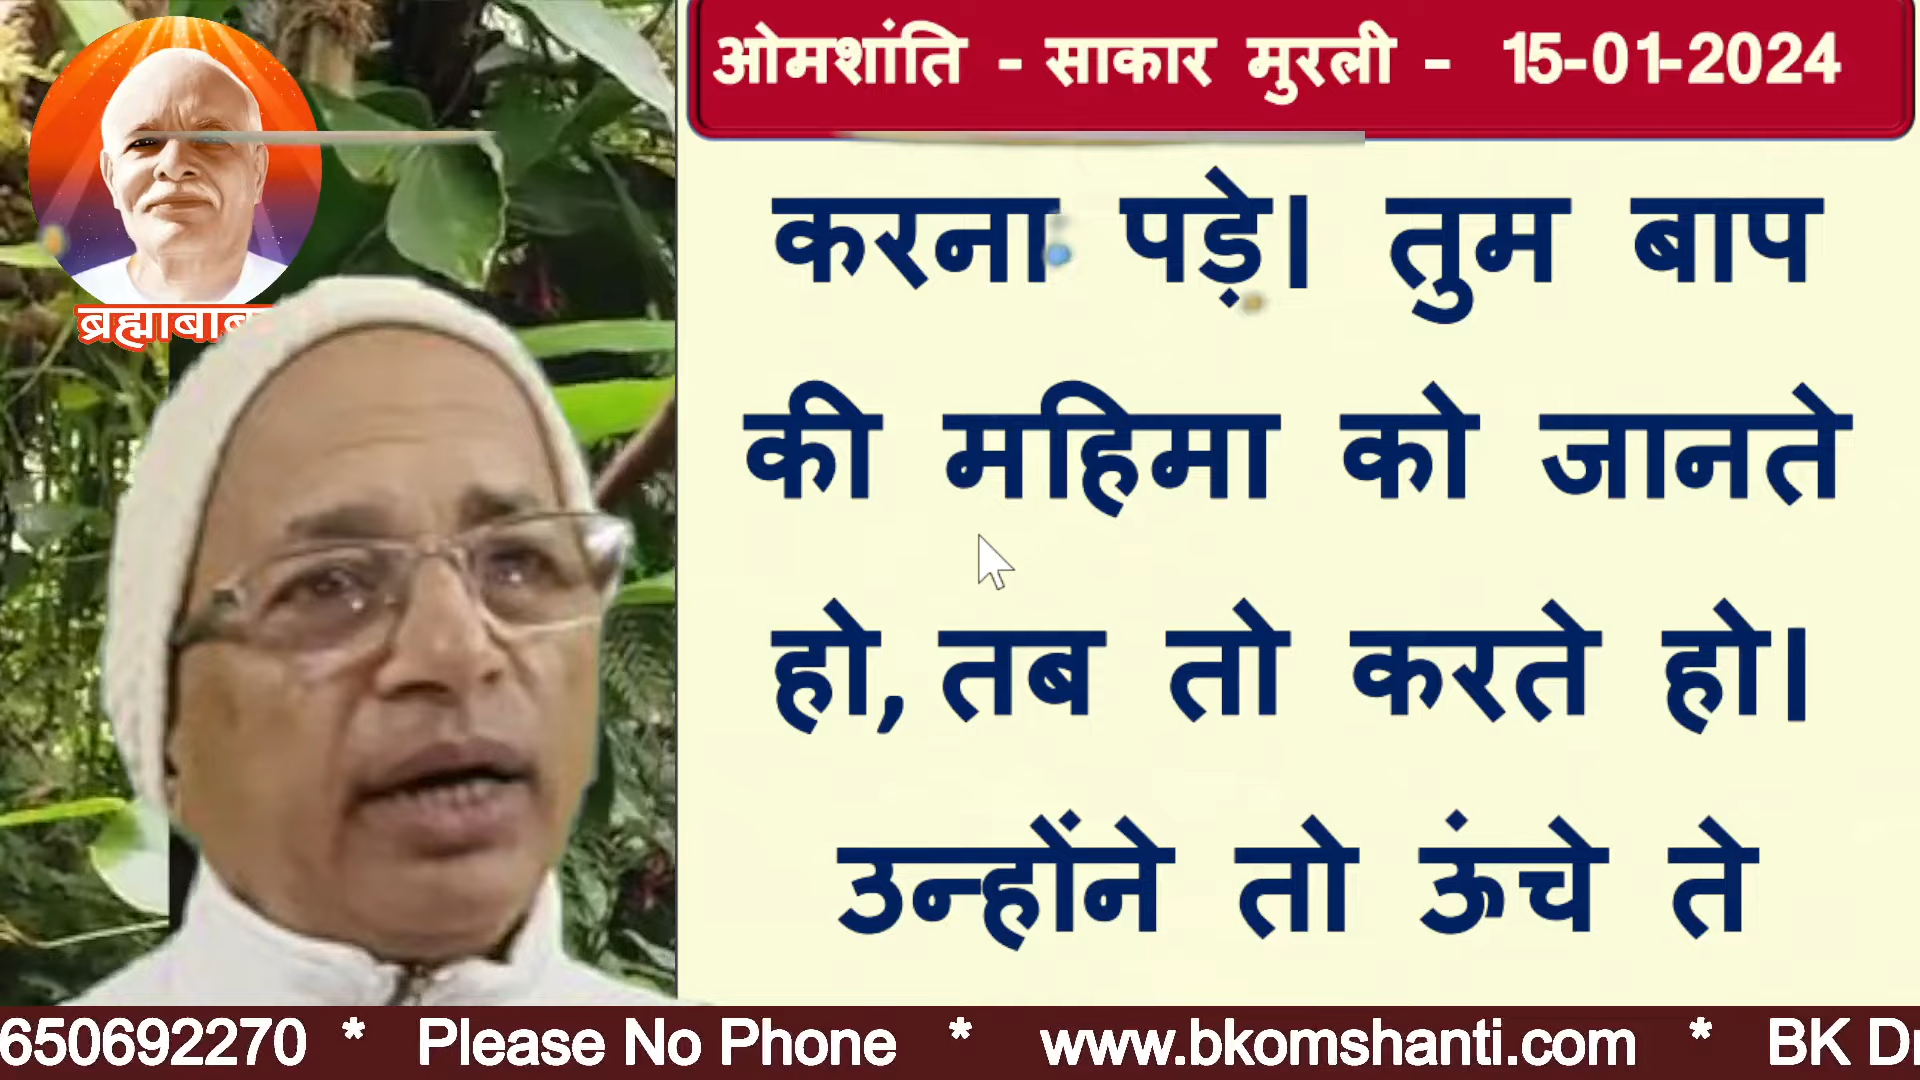 ओमशांति - साकार मुरली - 15-01-2024
करना पड़े। तुम बाप
की महिमा को जानते
हो, तब तो करते हो।
उन्होंने तो ऊंचे ते
650692270 * Please No Phone * www.bkomshanti.com * BK